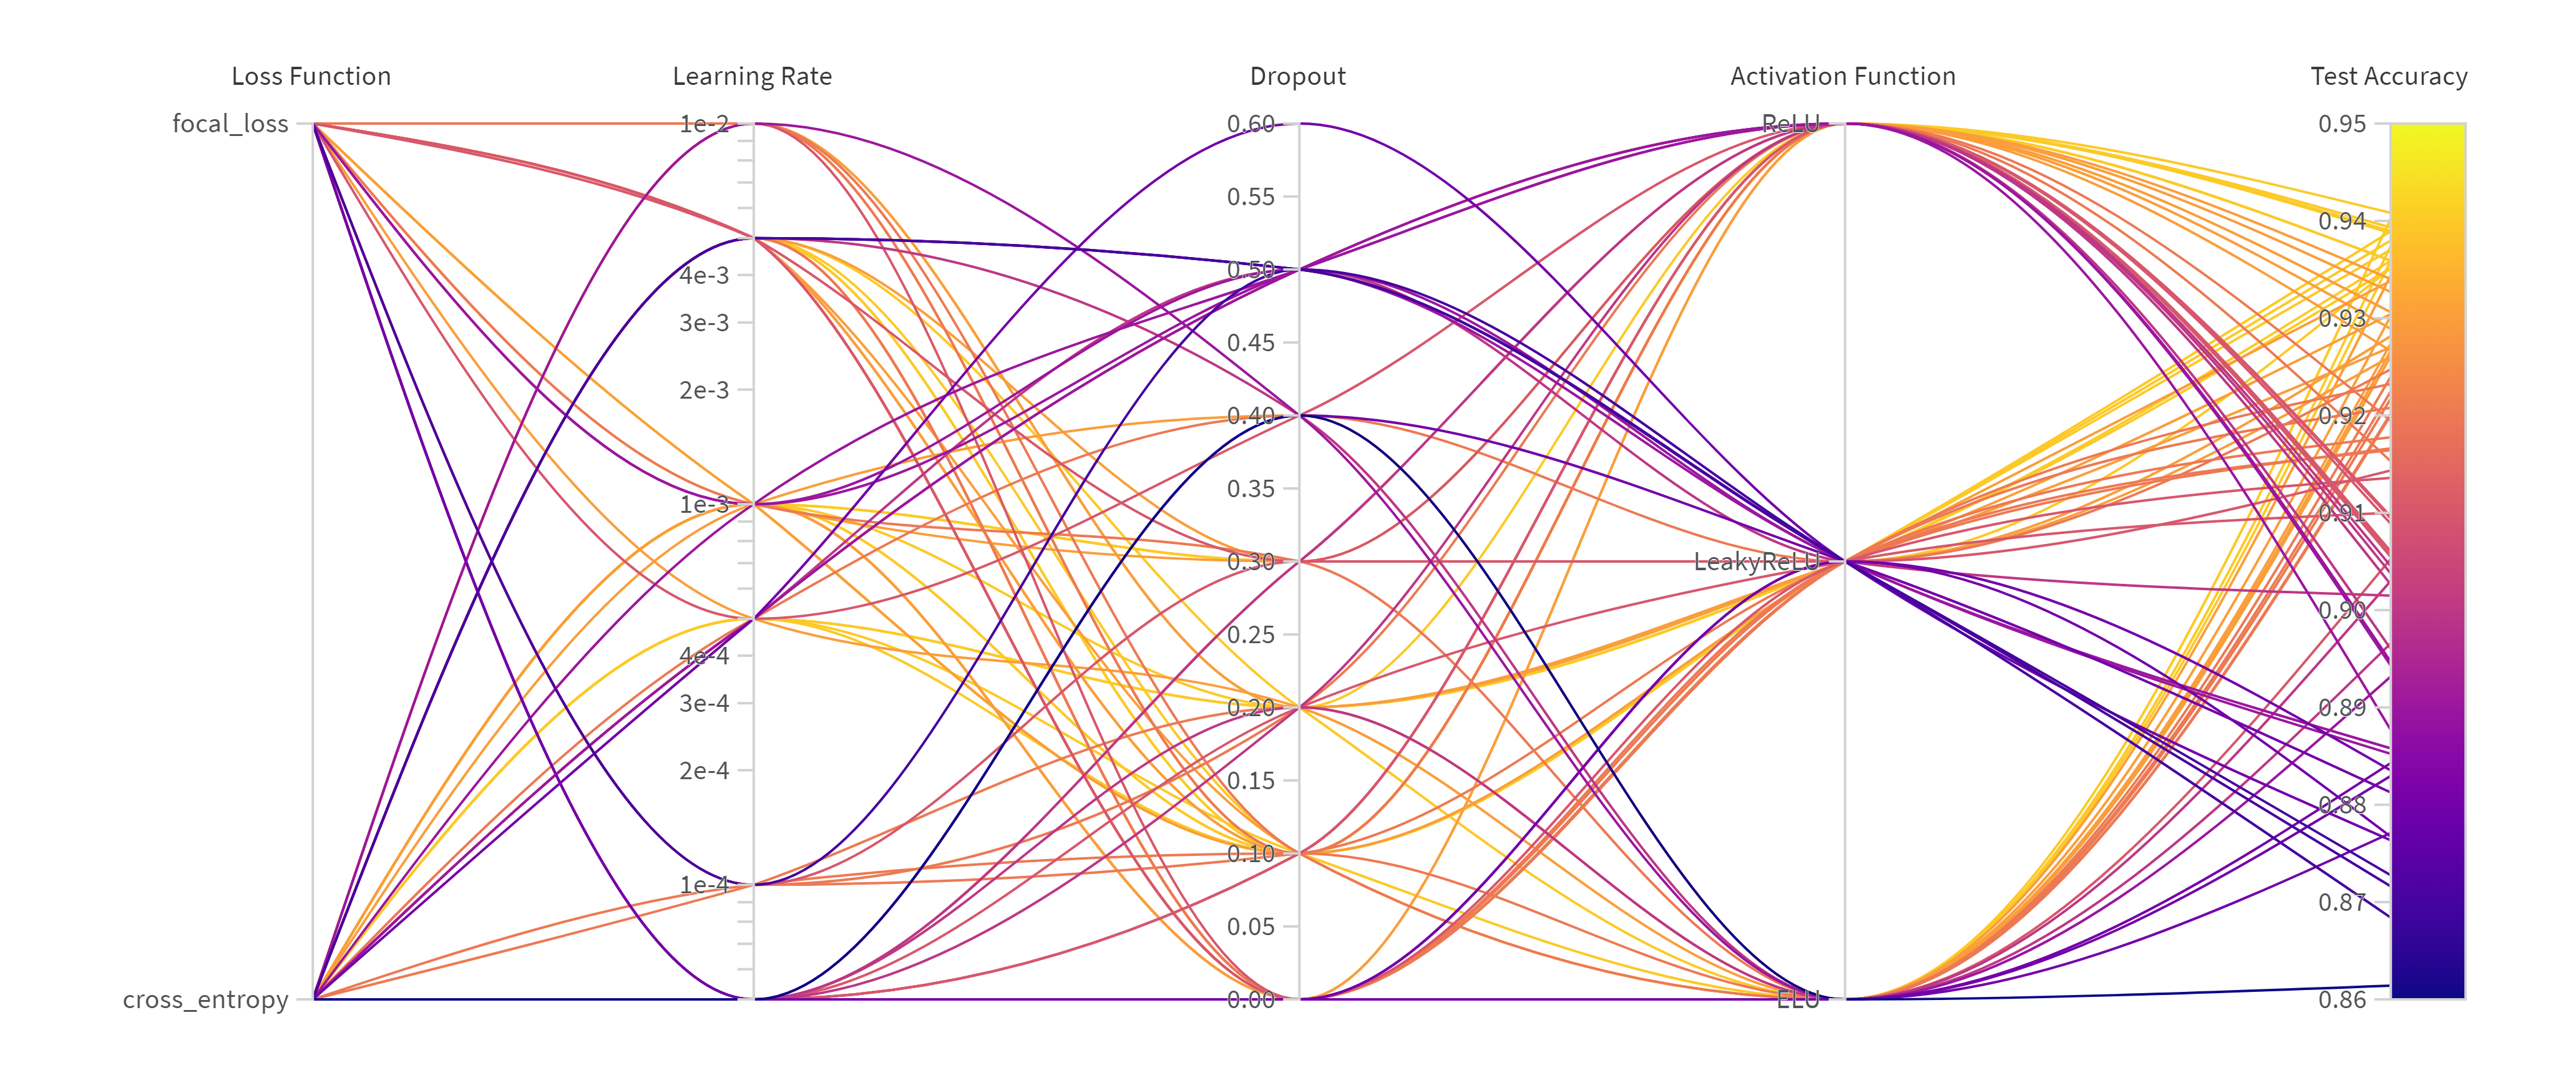 Loss Function
Learning Rate
Dropout
Activation Function
Test Accuracy
focal_loss
cross_entropy
1e-2
4e-3
3e-3
2e-3
1e-3
4e-4
3e-4
2e-4
1e-4
0.60
0.55
0.50
0.45
0.40
0.35
0.30
0.25
0.20
0.15
0.10
0.05
0.00
ReLU
LeakyReLU
ELU
0.95
0.94
0.93
0.92
0.91
0.90
0.89
0.88
0.87
0.86